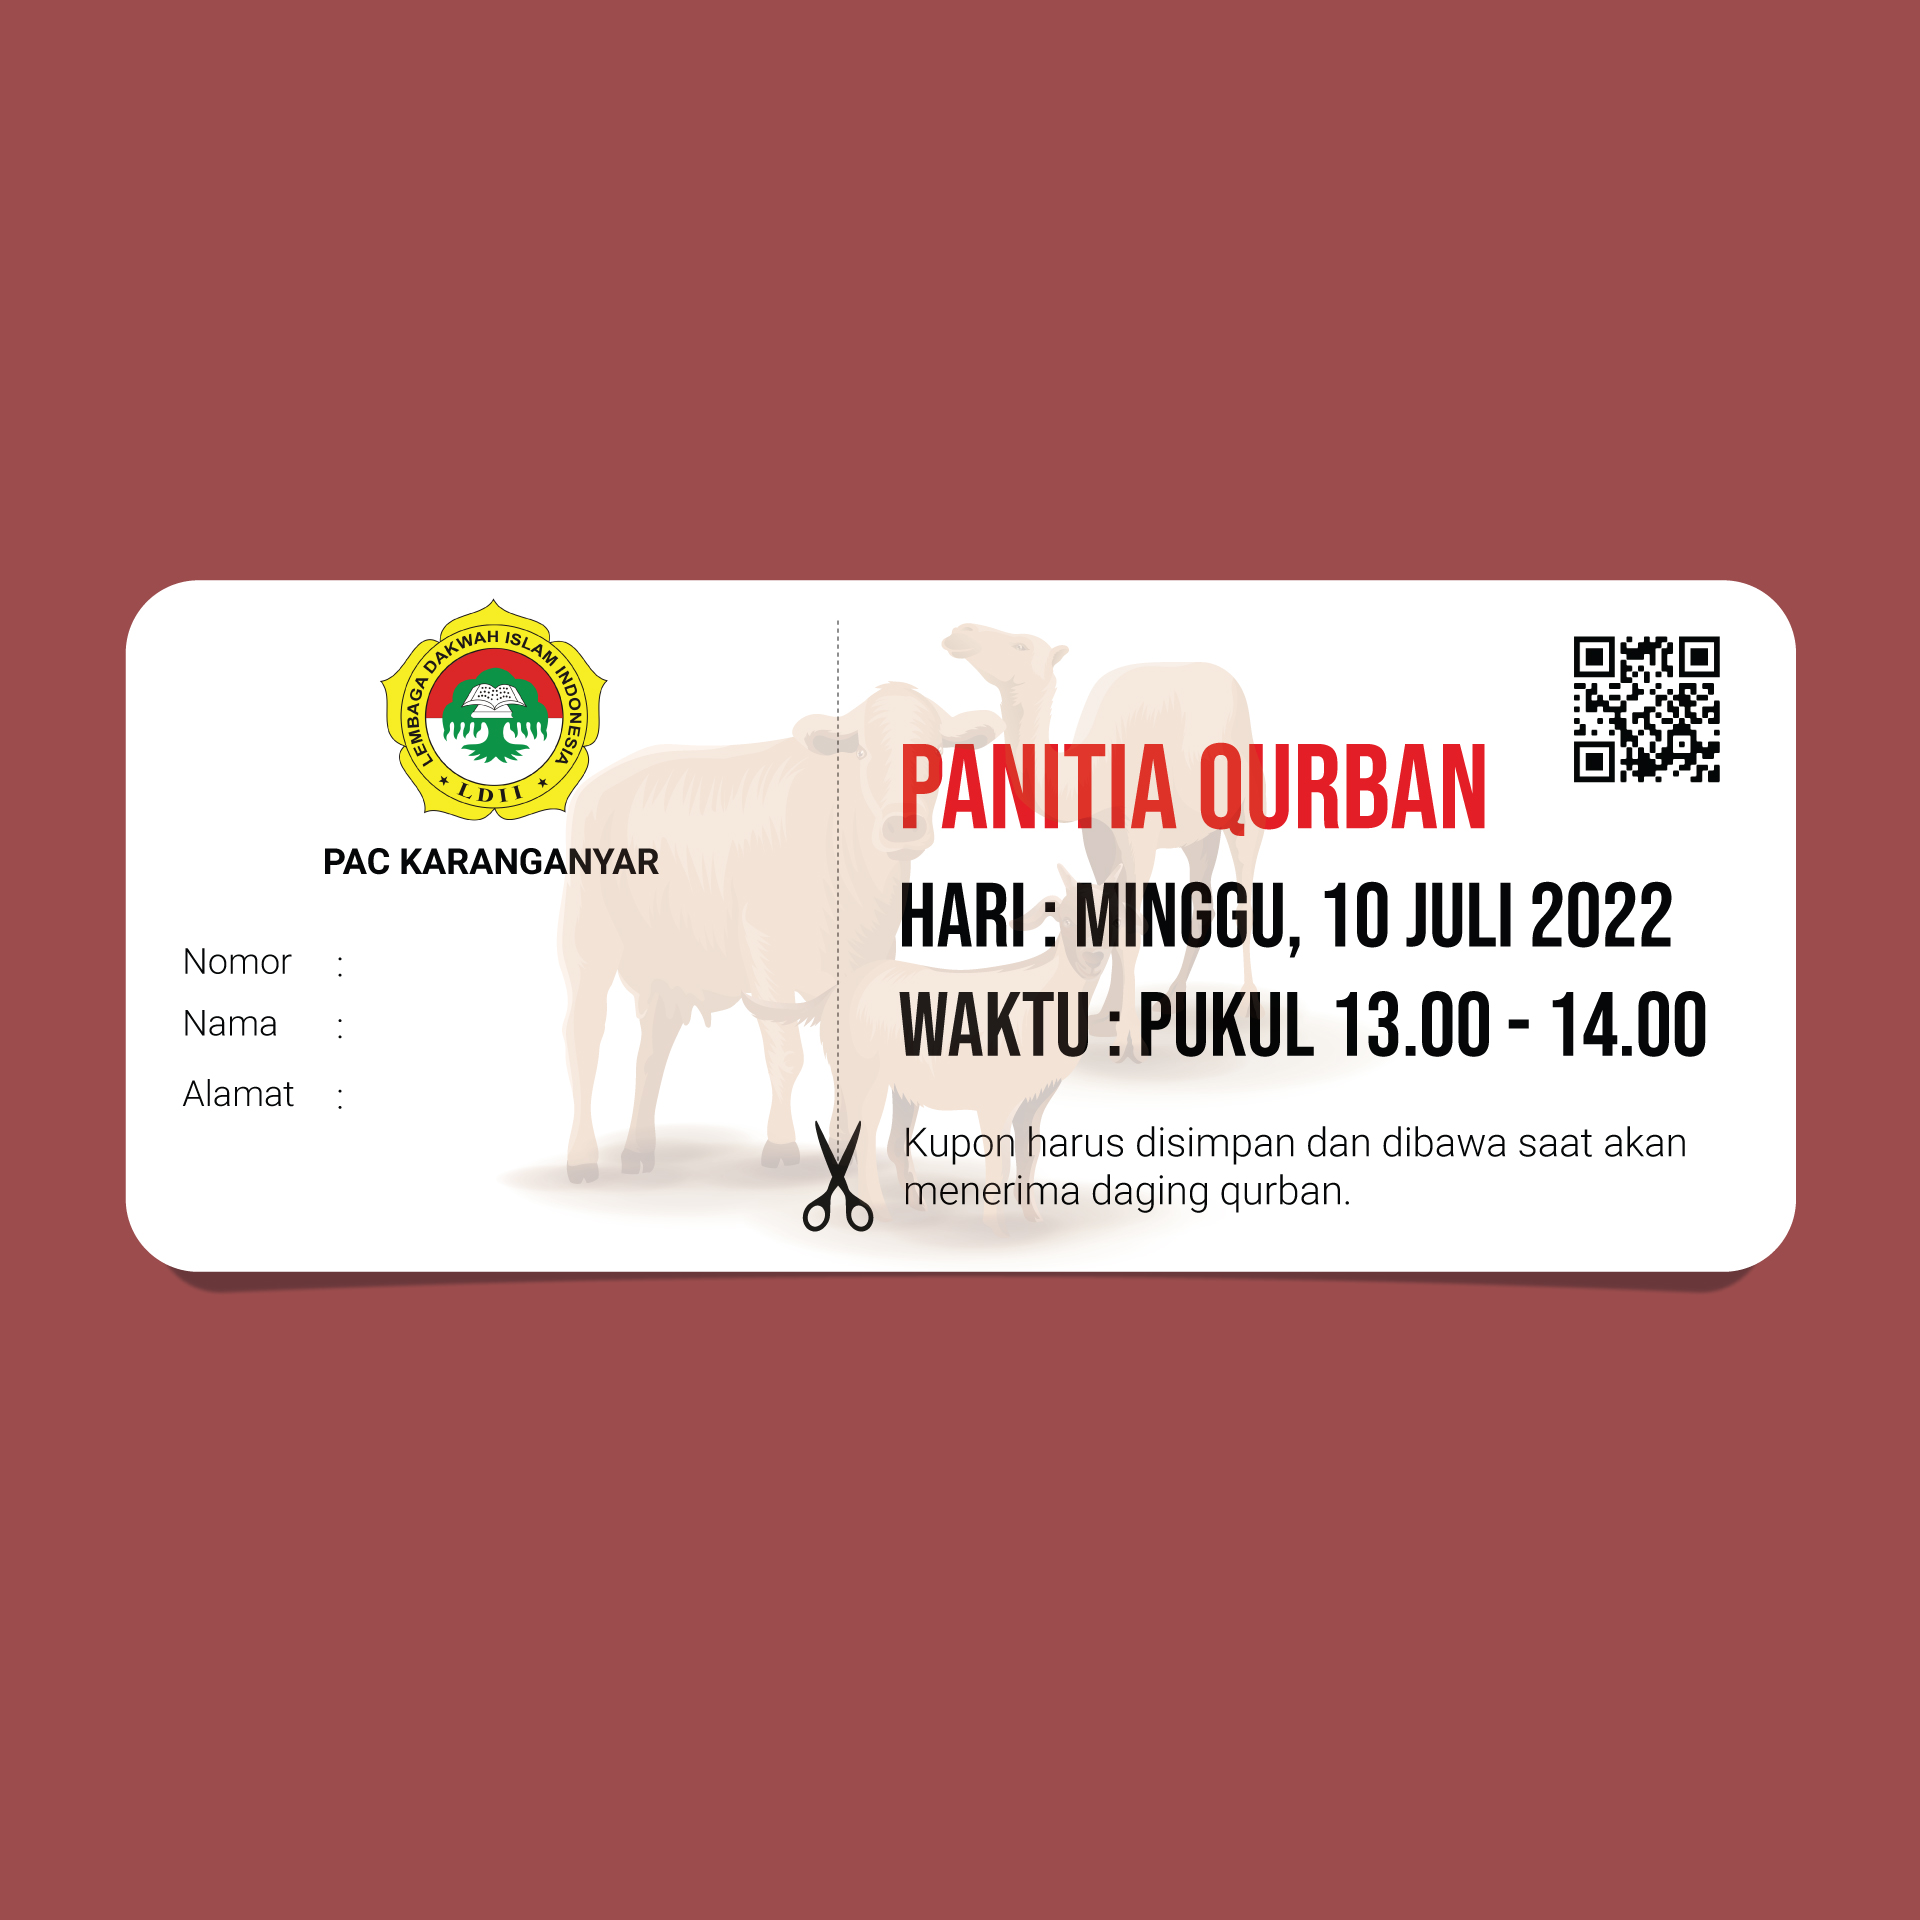 LEMBAGA DAKWAH ISLAM INDONESIA
LDII
PAC KARANGANYAR
Nomor :
Nama :
Alamat :
PANITIA QURBAN
HARI : MINGGU, 10 JULI 2022
WAKTU : PUKUL 13.00 - 14.00
Kupon harus disimpan dan dibawa saat akan
menerima daging qurban.